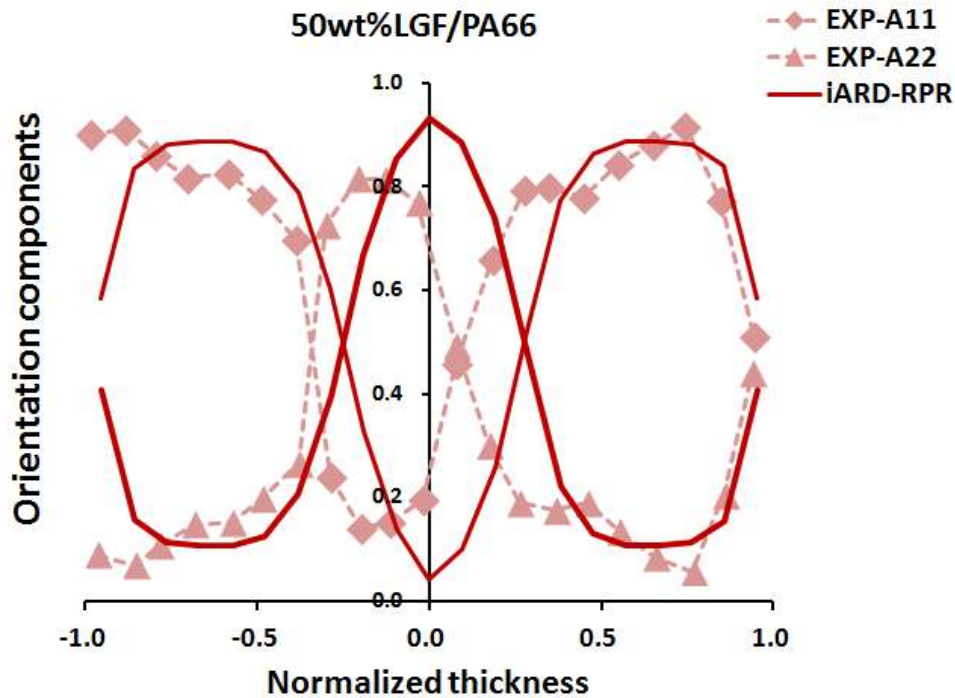 50wt%LGF/PA66
EXP-A11
EXP-A22
iARD-RPR
Orientation components
1.0
0.8
0.6
0.4
0.2
0.0
-1.0
-0.5
0.0
0.5
1.0
Normalized thickness